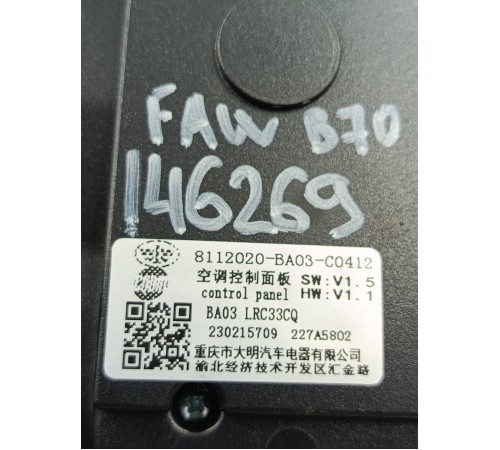 FAW B70
146269
8112020-BA03-C0412
空调控制面板 SW:V1.5
control panel HW:V1.1
BA03 LRC33CQ
230215709 227A5802
重庆市大明汽车电器有限公司
渝北经济技术开发区汇金路